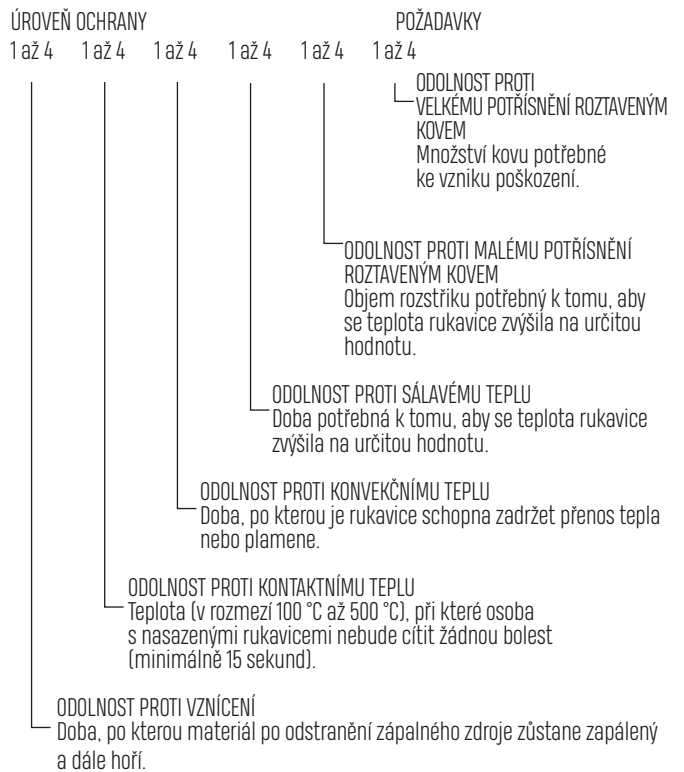 ÚROVEŇ OCHRANY POŽADAVKY
1 až 4 1 až 4 1 až 4 1 až 4 1 až 4 1 až 4
ODOLNOST PROTI
VELKÉMU POTŘÍSNĚNÍ ROZTAVENÝM
KOVEM
Množství kovu potřebné
ke vzniku poškození.
ODOLNOST PROTI MALÉMU POTŘÍSNĚNÍ
ROZTAVENÝM KOVEM
Objem rozstřiku potřebný k tomu, aby
se teplota rukavice zvýšila na určitou
hodnotu.
ODOLNOST PROTI SÁLAVÉMU TEPLU
Doba potřebná k tomu, aby se teplota rukavice
zvýšila na určitou hodnotu.
ODOLNOST PROTI KONVEKČNÍMU TEPLU
Doba, po kterou je rukavice schopna zadržet přenos tepla
nebo plamene.
ODOLNOST PROTI KONTAKTNÍMU TEPLU
Teplota (v rozmezí 100 °C až 500 °C), při které osoba
s nasazenými rukavicemi nebude cítit žádnou bolest
(minimálně 15 sekund).
ODOLNOST PROTI VZNÍCENÍ
Doba, po kterou materiál po odstranění zápalného zdroje zůstane zapálený
a dále hoří.